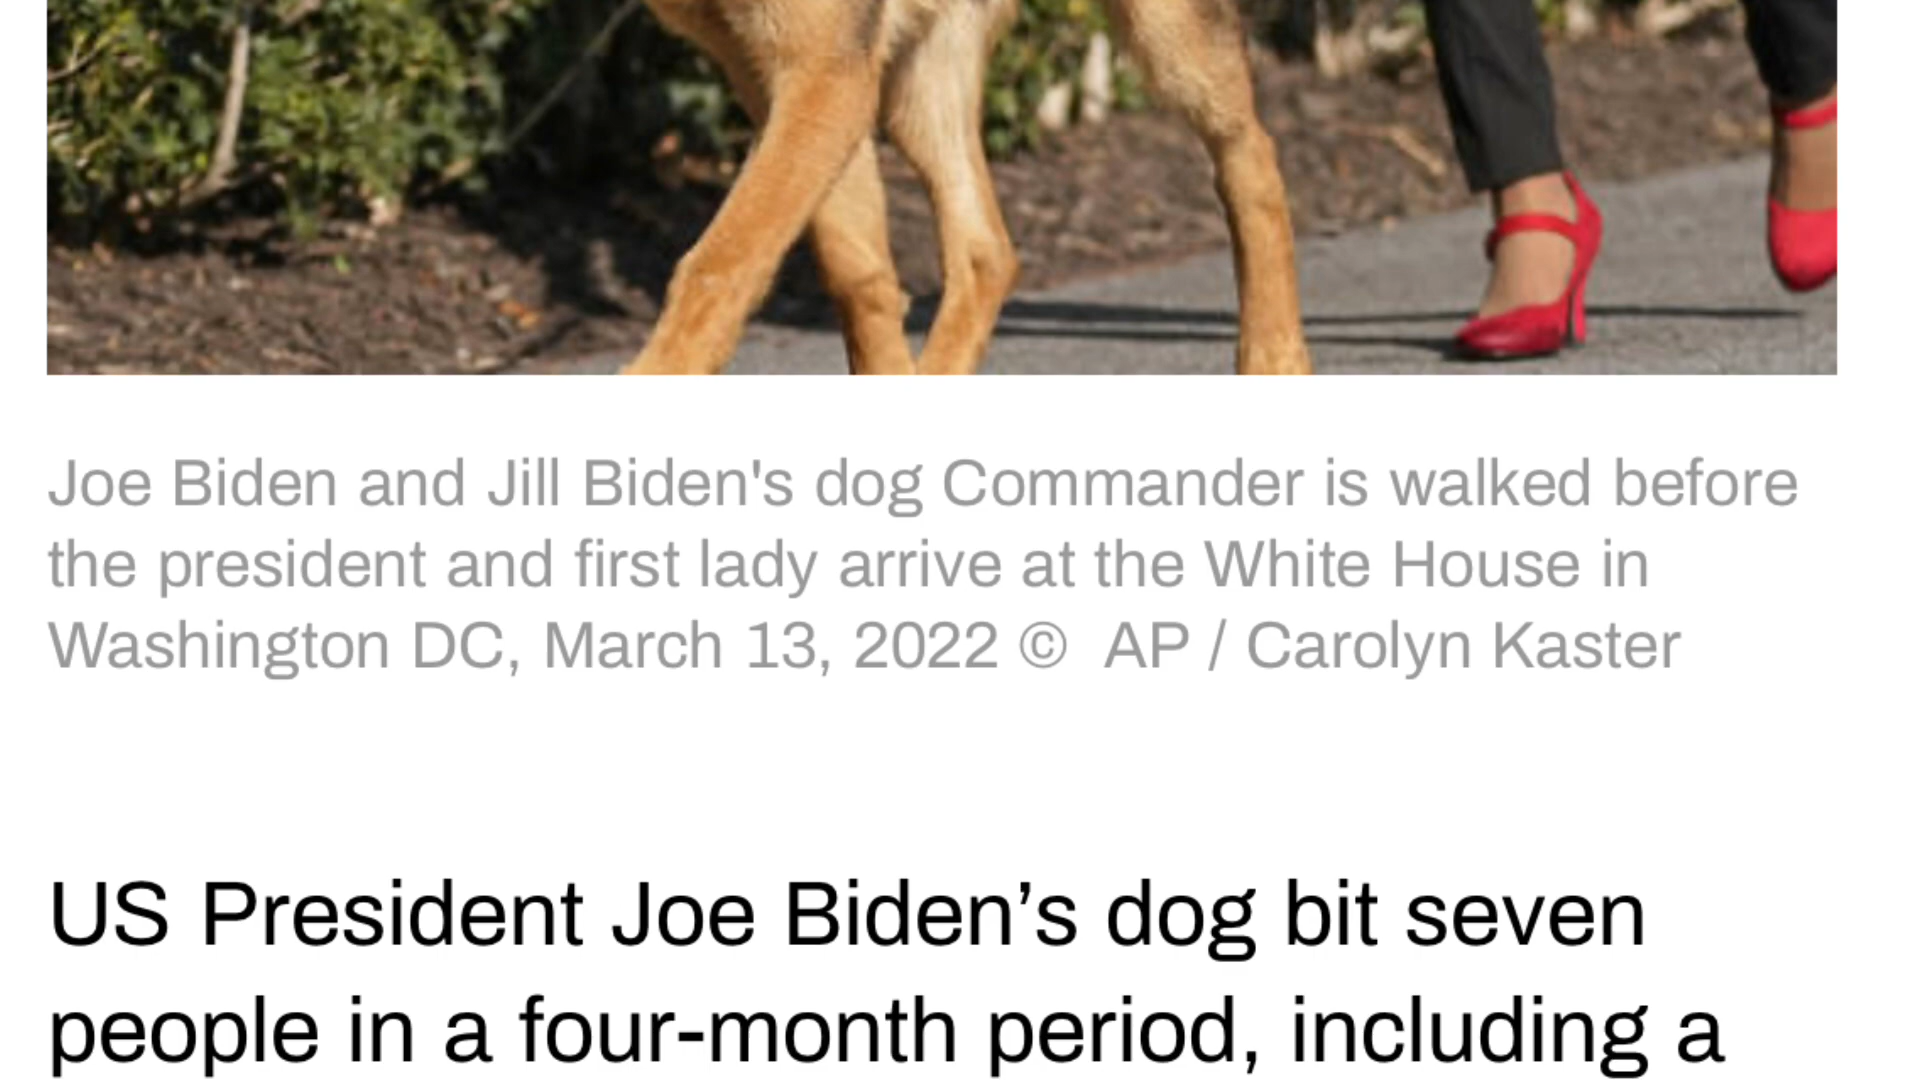 Joe Biden and Jill Biden's dog Commander is walked before
the president and first lady arrive at the White House in
Washington DC, March 13, 2022 © AP / Carolyn Kaster
US President Joe Biden’s dog bit seven
people in a four-month period, including a